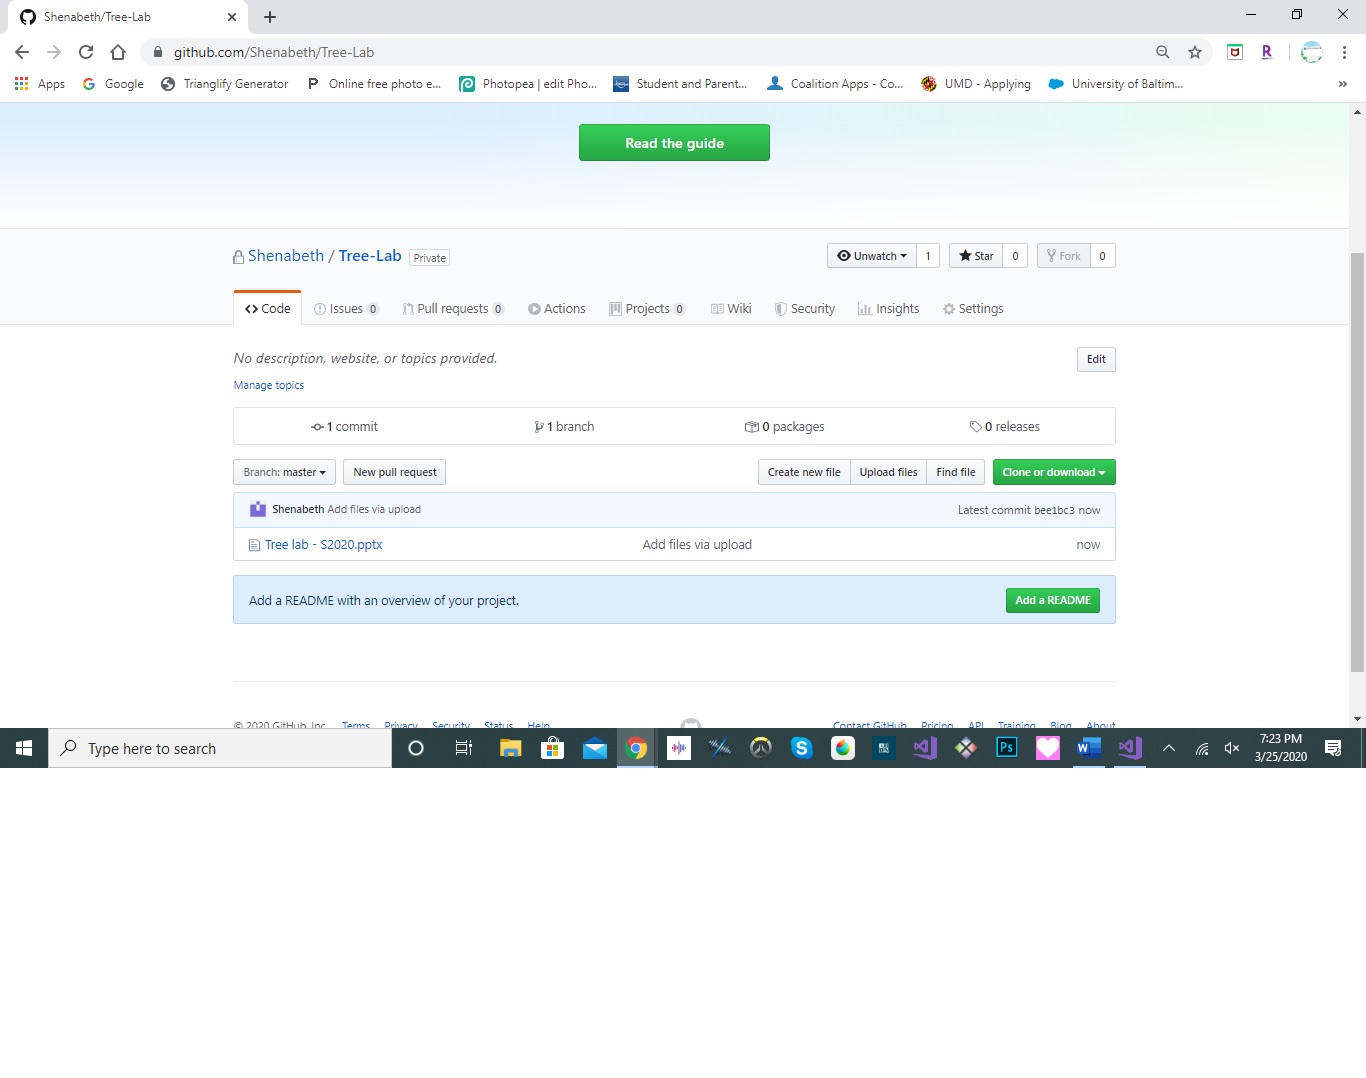 Shenabeth/Tree-Lab
github.com/Shenabeth/Tree-Lab
Apps Google Trianglify Generator Online free photo e... Photopea | edit Pho... Student and Parent... Coalition Apps - Co... UMD - Applying University of Baltim... »
Read the guide
Shenabeth / Tree-Lab Private Unwatch 1 Star 0 Fork 0
Code Issues 0 Pull requests 0 Actions Projects 0 Wiki Security Insights Settings
No description, website, or topics provided. Edit
Manage topics
1 commit 1 branch 0 packages 0 releases
Branch: master New pull request Create new file Upload files Find file Clone or download
Shenabeth Add files via upload Latest commit bee1bc3 now
Tree lab - S2020.pptx Add files via upload now
Add a README with an overview of your project. Add a README
© 2020 GitHub, Inc. Terms Privacy Security Status Help Contact GitHub Pricing API Training Blog About
Type here to search 7:23 PM
3/25/2020